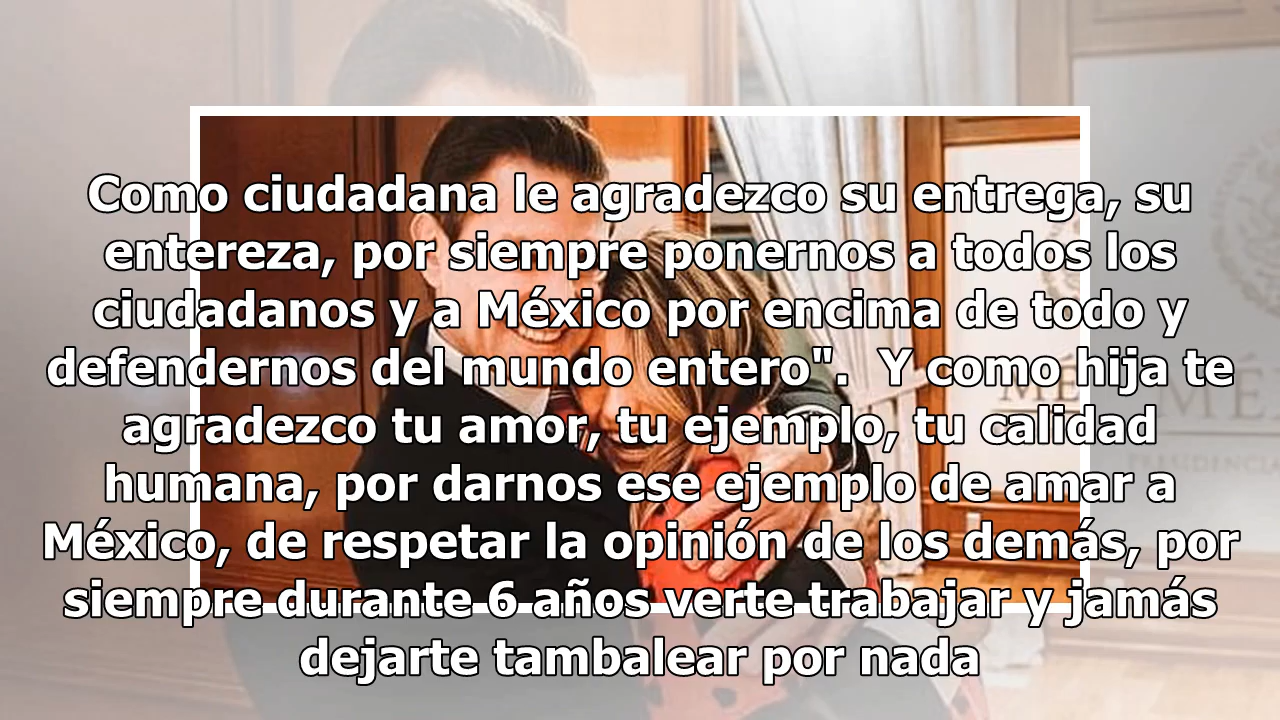 Como ciudadana le agradezco su entrega, su
entereza, por siempre ponernos a todos los
ciudadanos y a México por encima de todo y
defendernos del mundo entero".  Y como hija te
agradezco tu amor, tu ejemplo, tu calidad
humana, por darnos ese ejemplo de amar a
México, de respetar la opinión de los demás, por
siempre durante 6 años verte trabajar y jamás
dejarte tambalear por nada